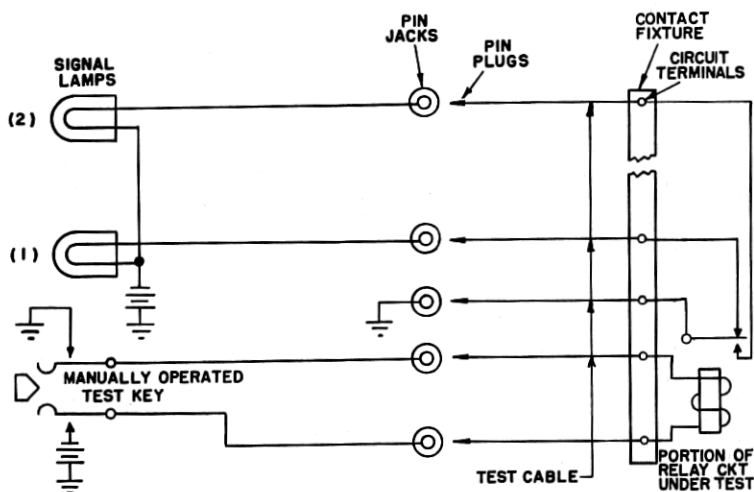 PIN
JACKS
CONTACT
FIXTURE
SIGNAL
LAMPS
PIN
PLUGS
CIRCUIT
TERMINALS
(2)
(1)
MANUALLY OPERATED
TEST KEY
TEST CABLE
PORTION OF
RELAY CKT
UNDER TEST